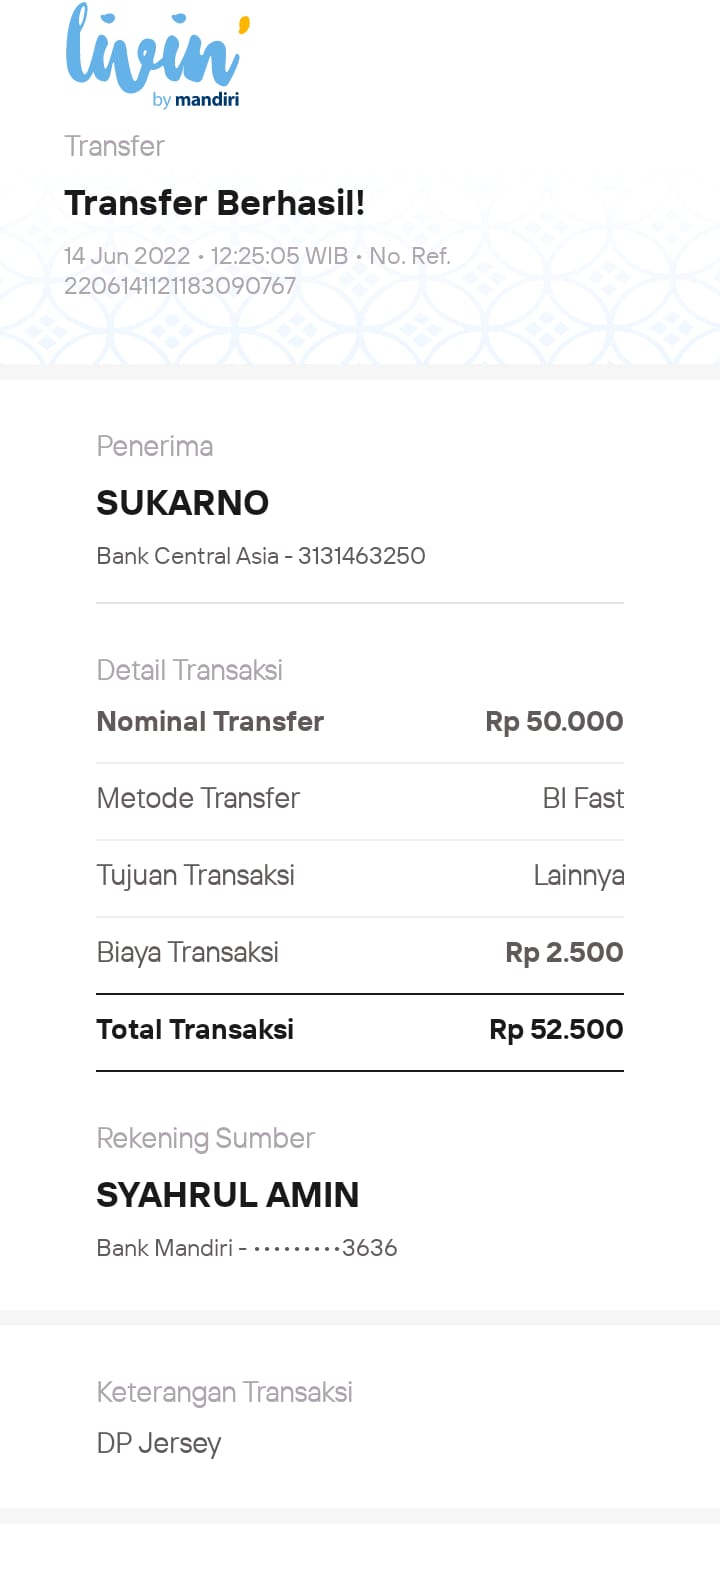 livin'
by mandiri
Transfer
Transfer Berhasil!
14 Jun 2022 • 12:25:05 WIB • No. Ref.
2206141121183090767
Penerima
SUKARNO
Bank Central Asia - 3131463250
Detail Transaksi
Nominal Transfer Rp 50.000
Metode Transfer BI Fast
Tujuan Transaksi Lainnya
Biaya Transaksi Rp 2.500
Total Transaksi Rp 52.500
Rekening Sumber
SYAHRUL AMIN
Bank Mandiri - •••••••••3636
Keterangan Transaksi
DP Jersey